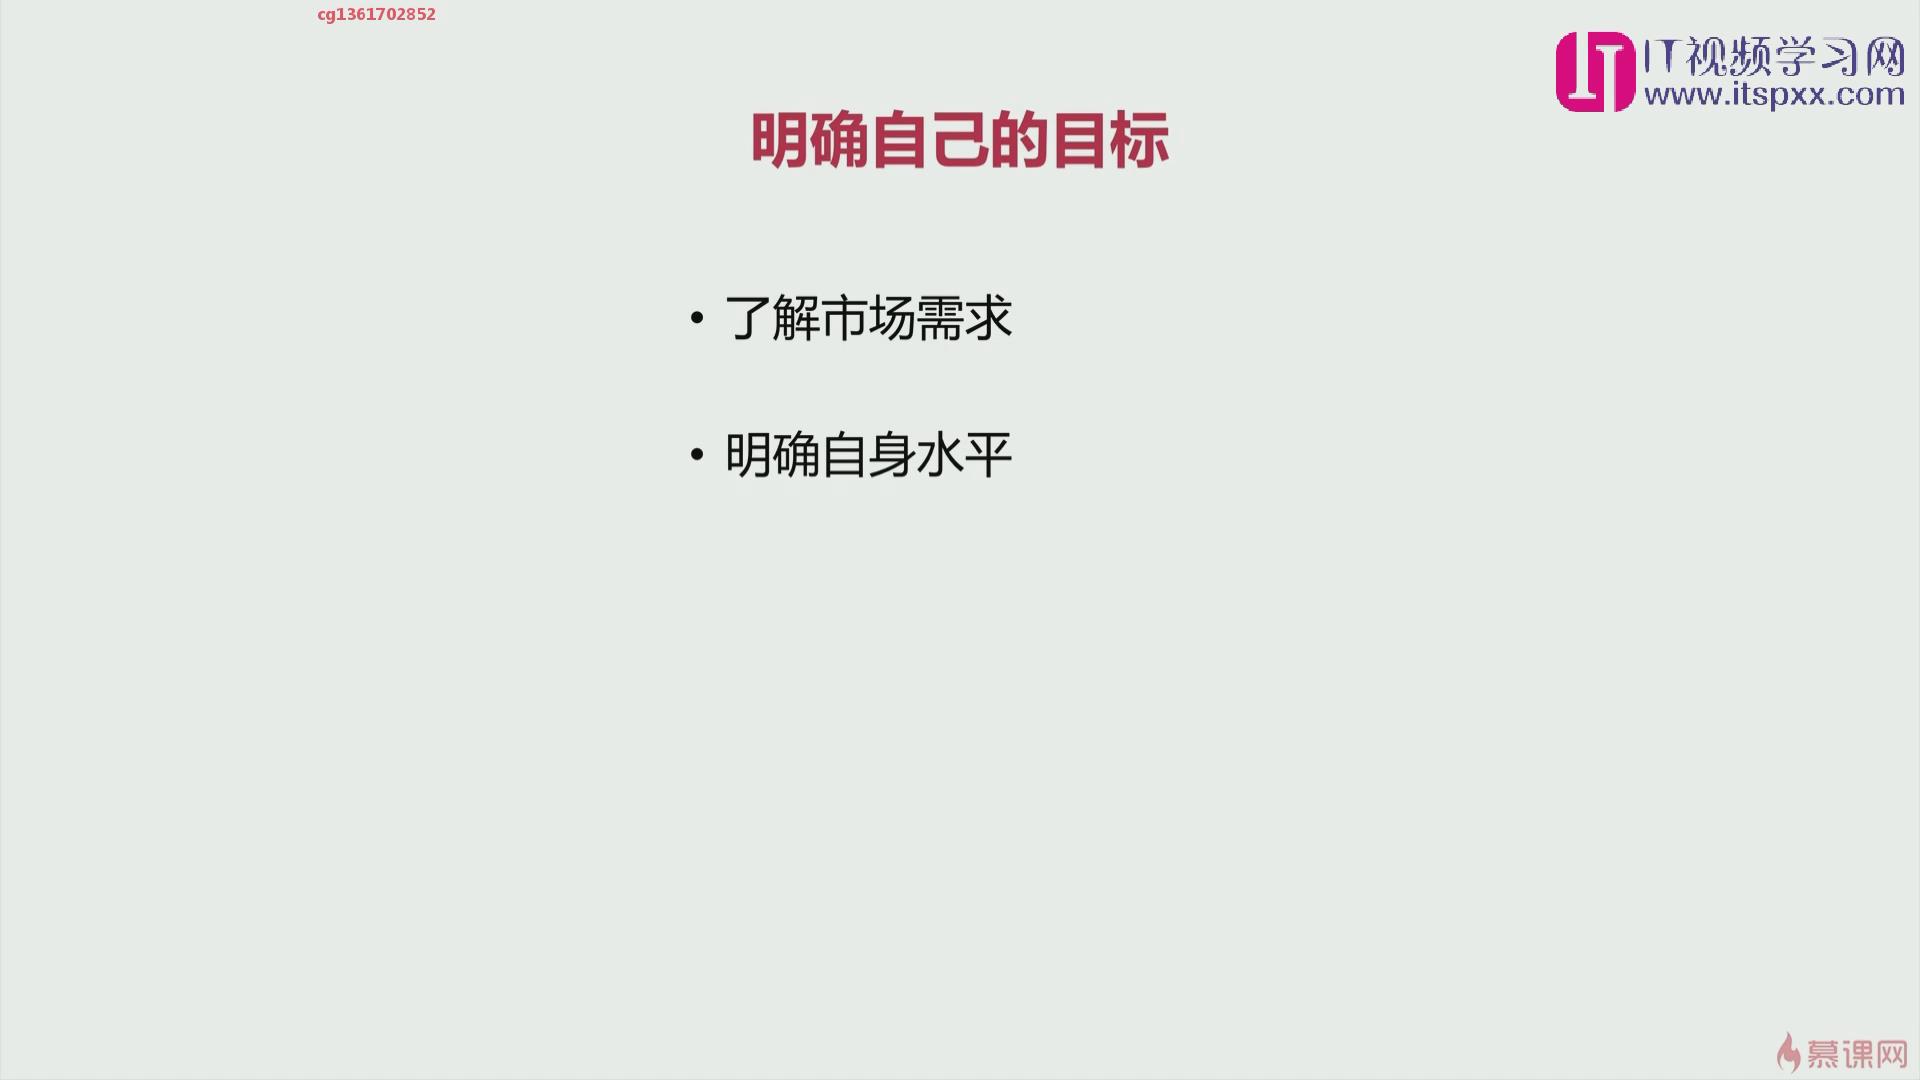 cg1361702852
IT视频学习网
www.itspxx.com
明确自己的目标
• 了解市场需求
• 明确自身水平
慕课网